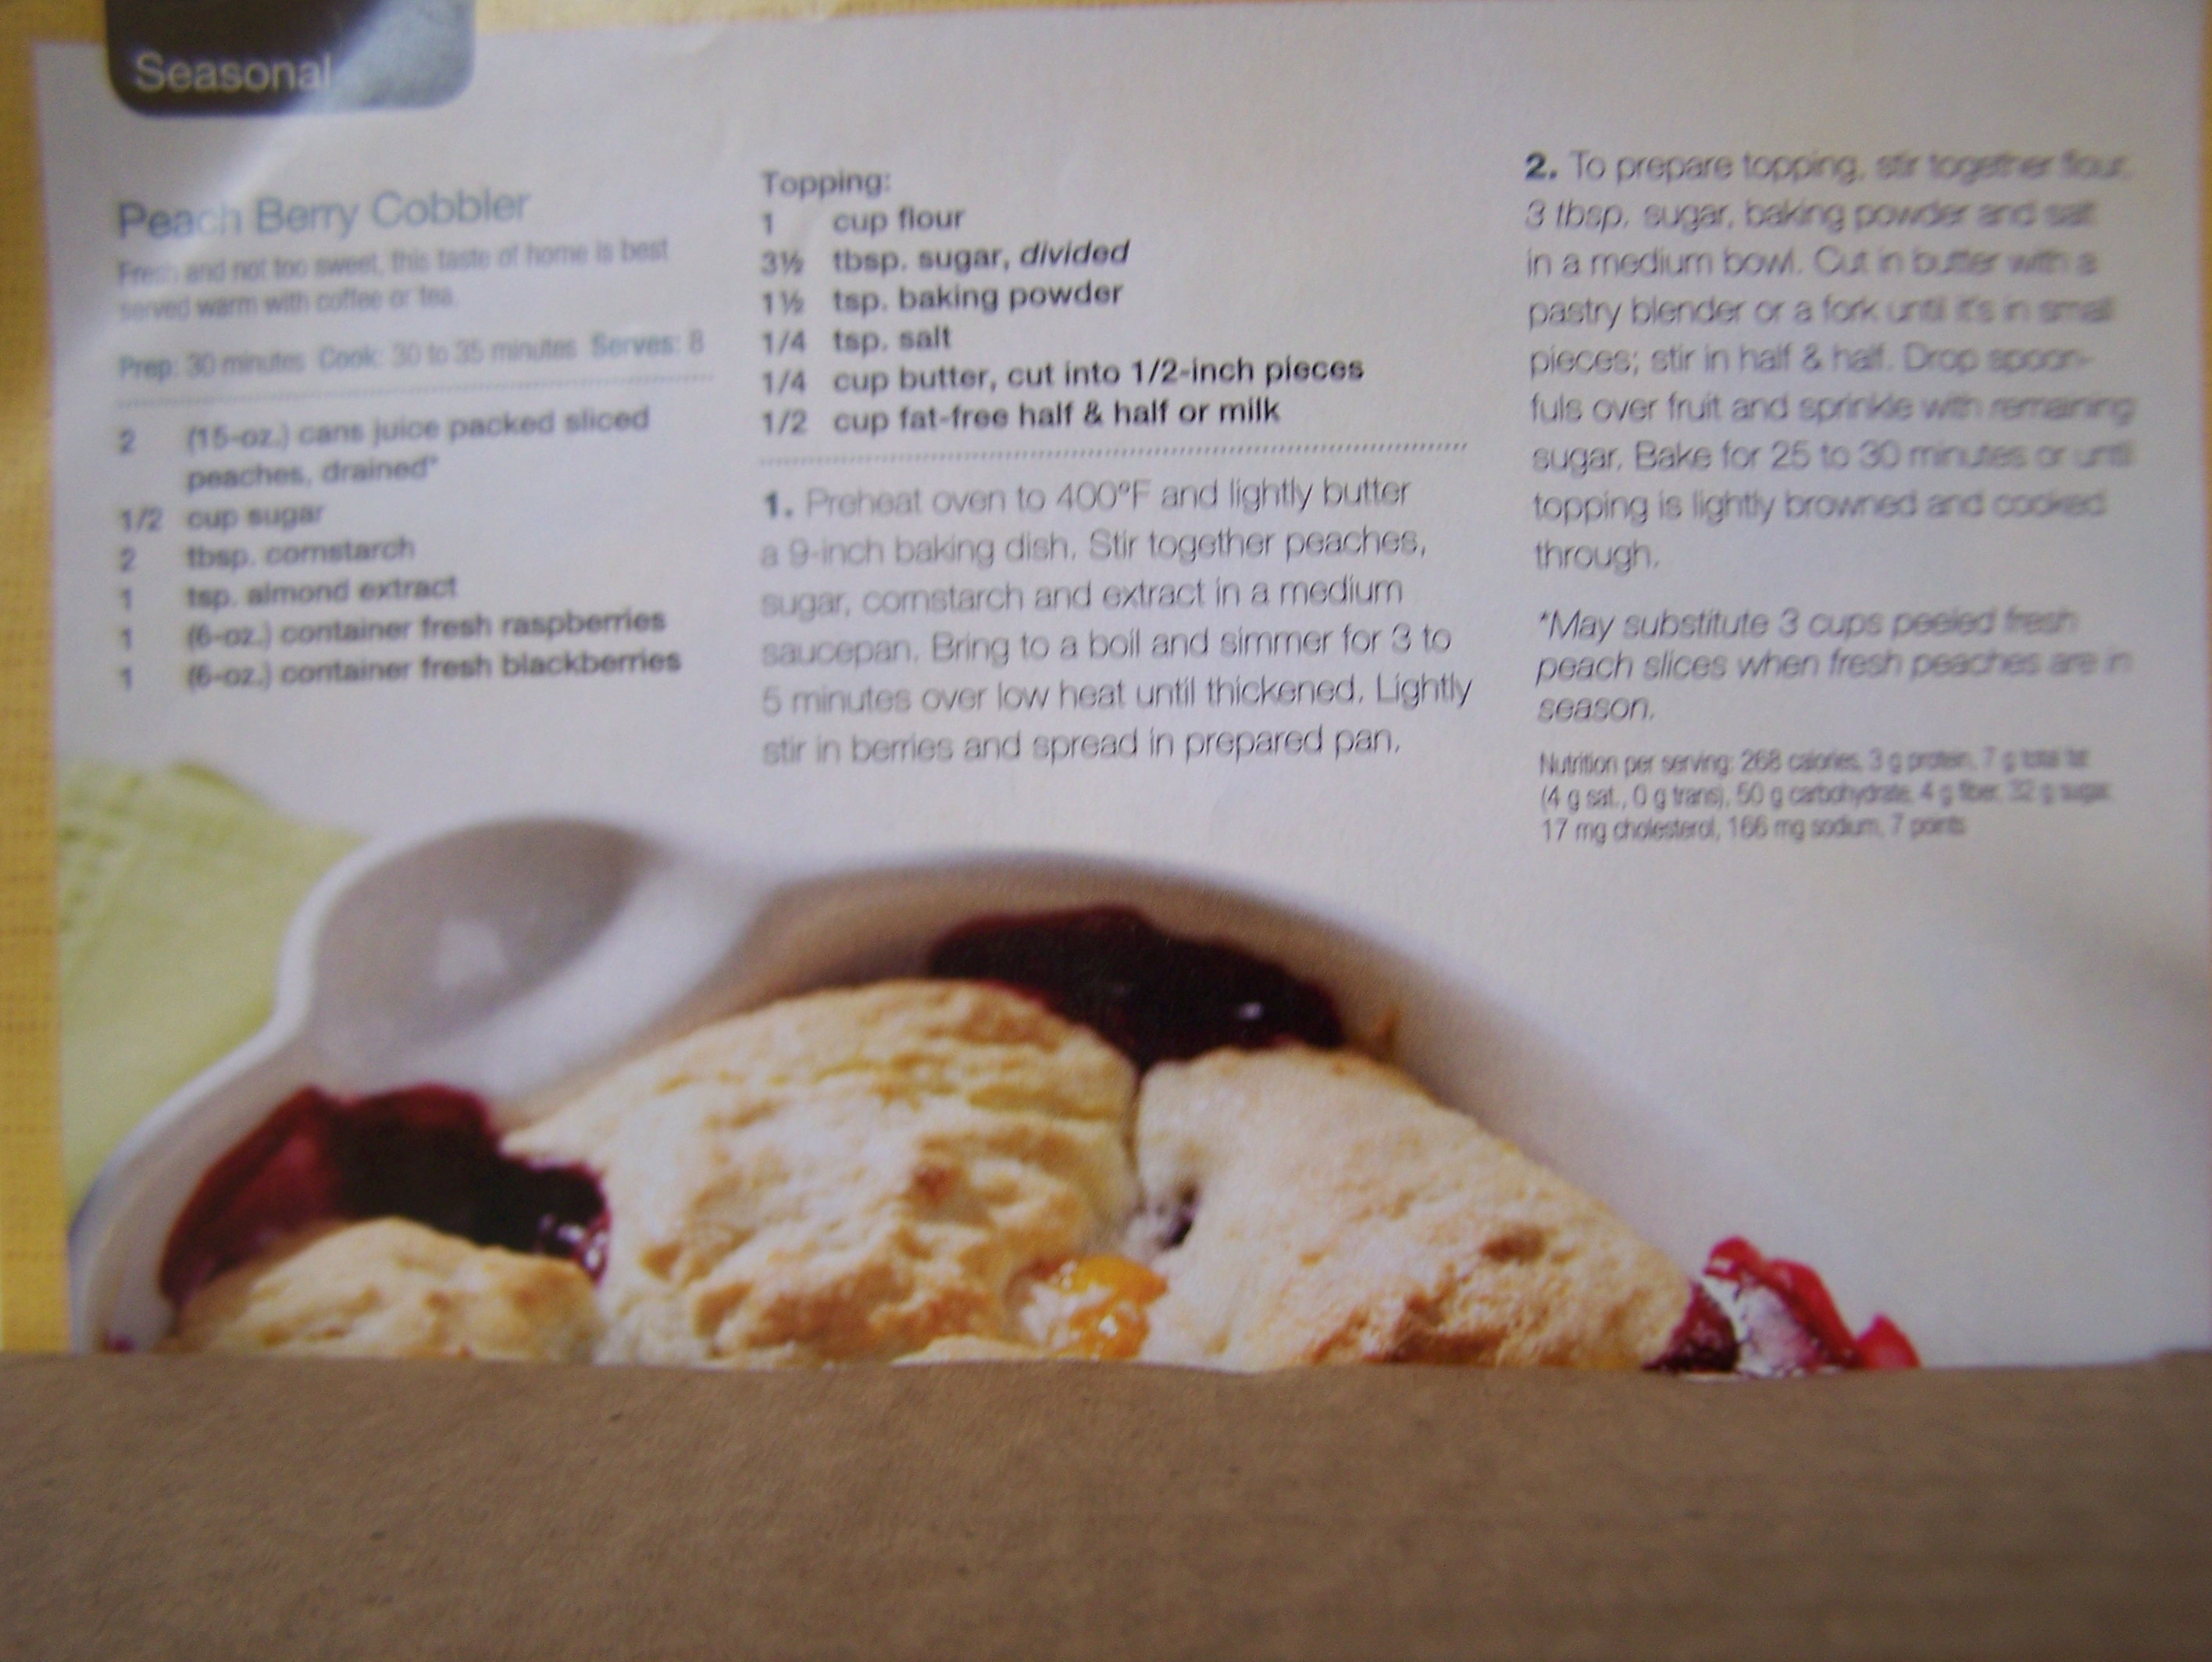 Seasonal
Peach Berry Cobbler
Fresh and not too sweet, this taste of home is best
served warm with coffee or tea.
Prep: 30 minutes Cook: 30 to 35 minutes Serves: 8
2 (15-oz.) cans juice packed sliced
peaches, drained*
1/2 cup sugar
2 tbsp. cornstarch
1 tsp. almond extract
1 (6-oz.) container fresh raspberries
1 (6-oz.) container fresh blackberries
Topping:
1 cup flour
3½ tbsp. sugar, divided
1½ tsp. baking powder
1/4 tsp. salt
1/4 cup butter, cut into 1/2-inch pieces
1/2 cup fat-free half & half or milk
1. Preheat oven to 400°F and lightly butter
a 9-inch baking dish. Stir together peaches,
sugar, cornstarch and extract in a medium
saucepan. Bring to a boil and simmer for 3 to
5 minutes over low heat until thickened. Lightly
stir in berries and spread in prepared pan.
2. To prepare topping, stir together flour,
3 tbsp. sugar, baking powder and salt
in a medium bowl. Cut in butter with a
pastry blender or a fork until it's in small
pieces; stir in half & half. Drop spoon-
fuls over fruit and sprinkle with remaining
sugar. Bake for 25 to 30 minutes or until
topping is lightly browned and cooked
through.
*May substitute 3 cups peeled fresh
peach slices when fresh peaches are in
season.
Nutrition per serving: 268 calories, 3 g protein, 7 g total fat
(4 g sat., 0 g trans), 50 g carbohydrate, 4 g fiber, 32 g sugar,
17 mg cholesterol, 166 mg sodium, 7 points